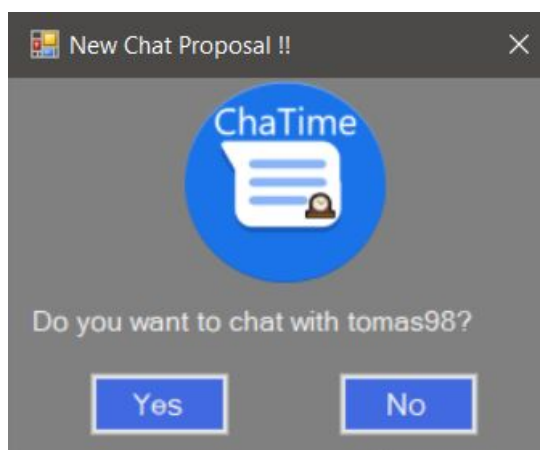 New Chat Proposal !!
ChaTime
Do you want to chat with tomas98?
Yes
No